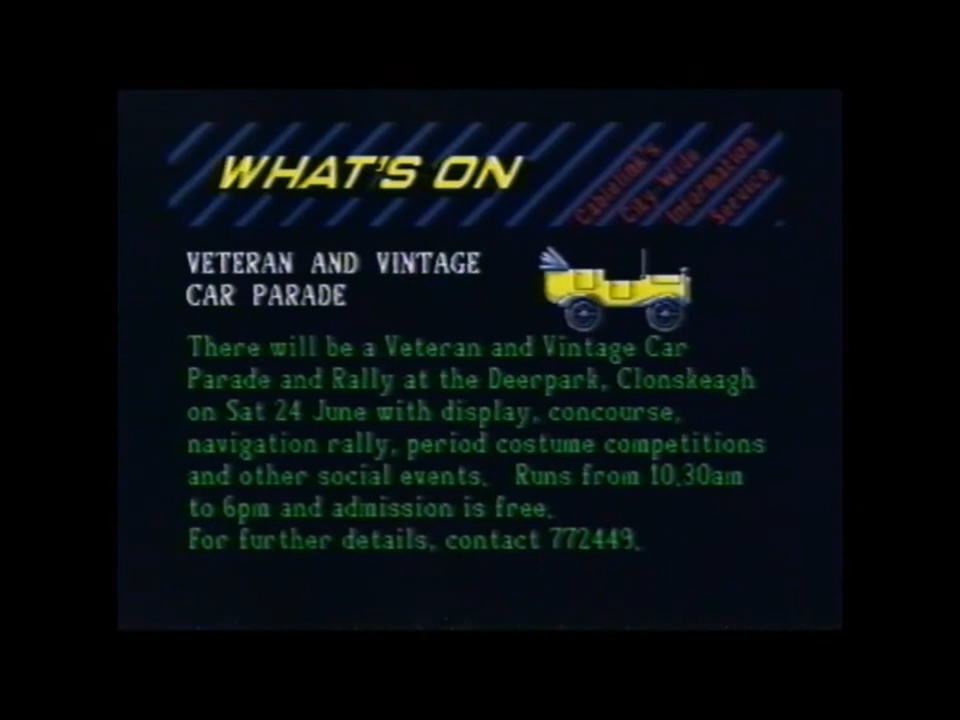 WHAT'S ON
Cablelink's
City-Wide
Information
Service
VETERAN AND VINTAGE
CAR PARADE
There will be a Veteran and Vintage Car
Parade and Rally at the Deerpark, Clonskeagh
on Sat 24 June with display, concourse,
navigation rally, period costume competitions
and other social events. Runs from 10.30am
to 6pm and admission is free.
For further details, contact 772449.